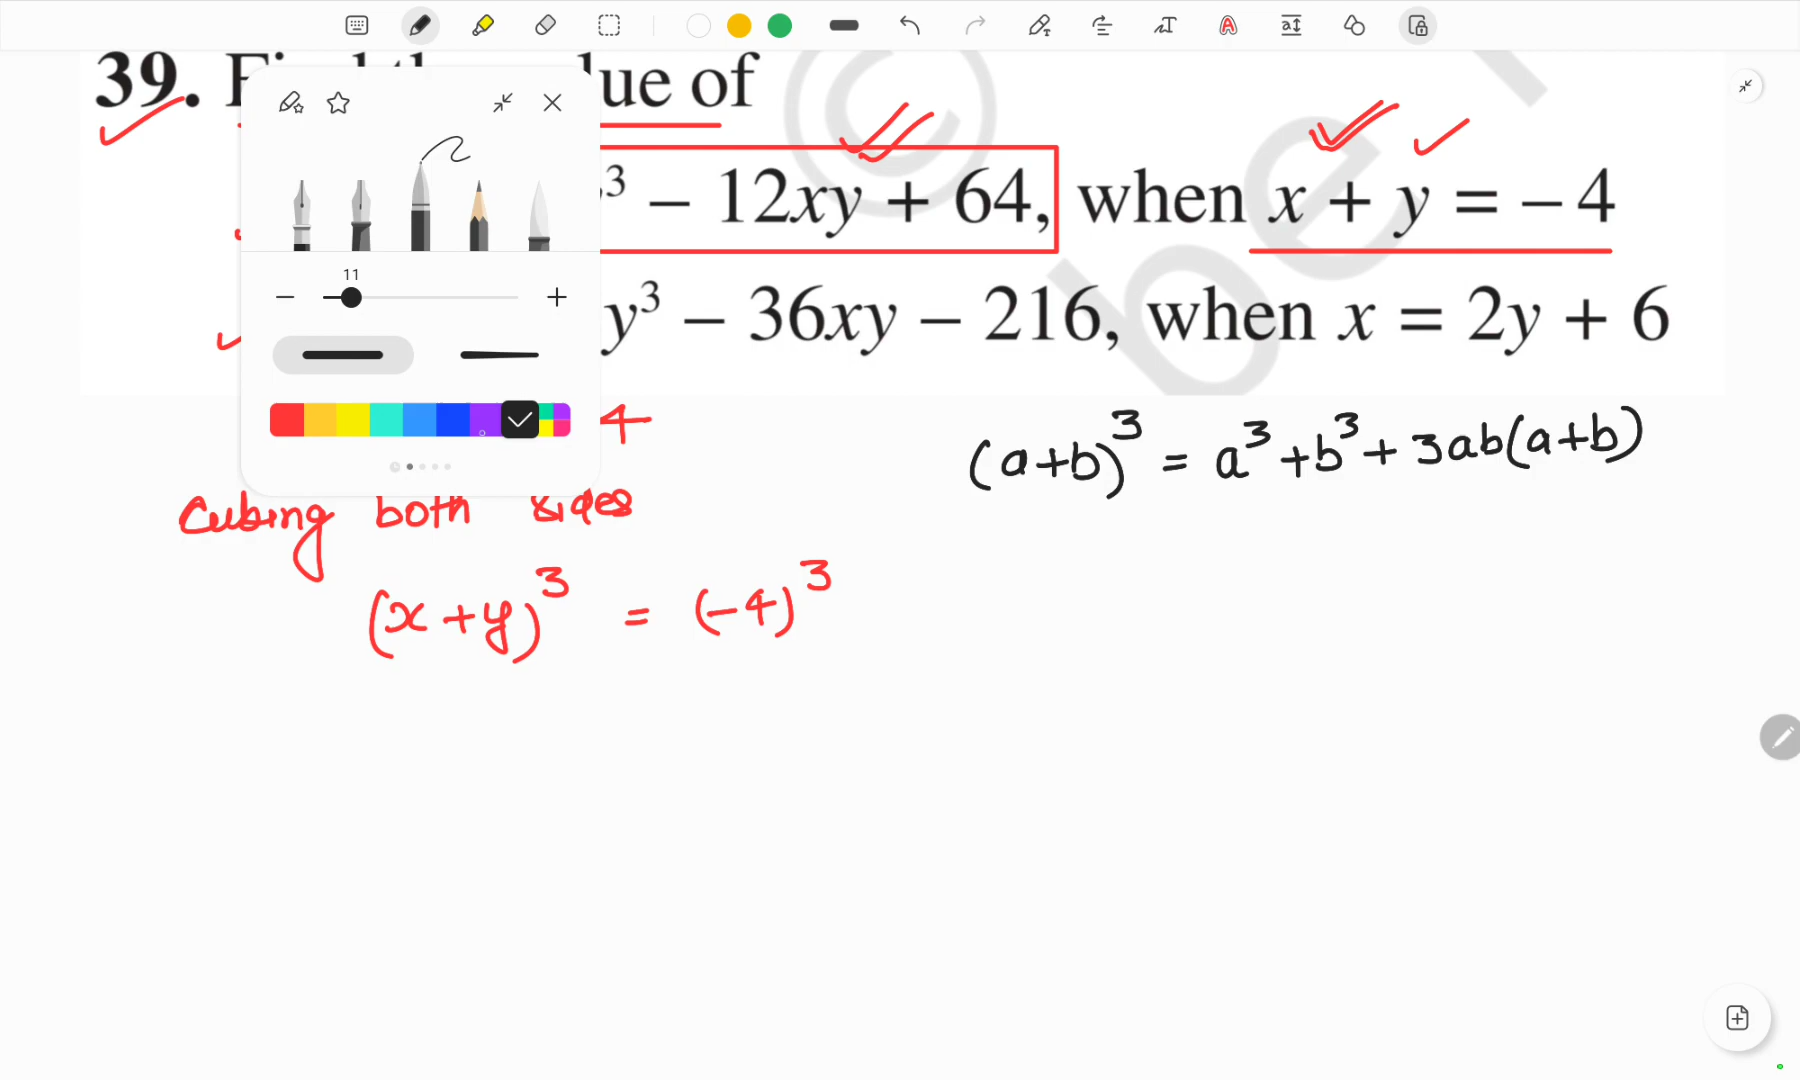 39. lue of
³ − 12xy + 64, when x + y = − 4
y³ − 36xy − 216, when x = 2y + 6
11
4
(a+b)³ = a³ + b³ + 3ab(a+b)
Cubing both sides
(x + y)³ = (−4)³